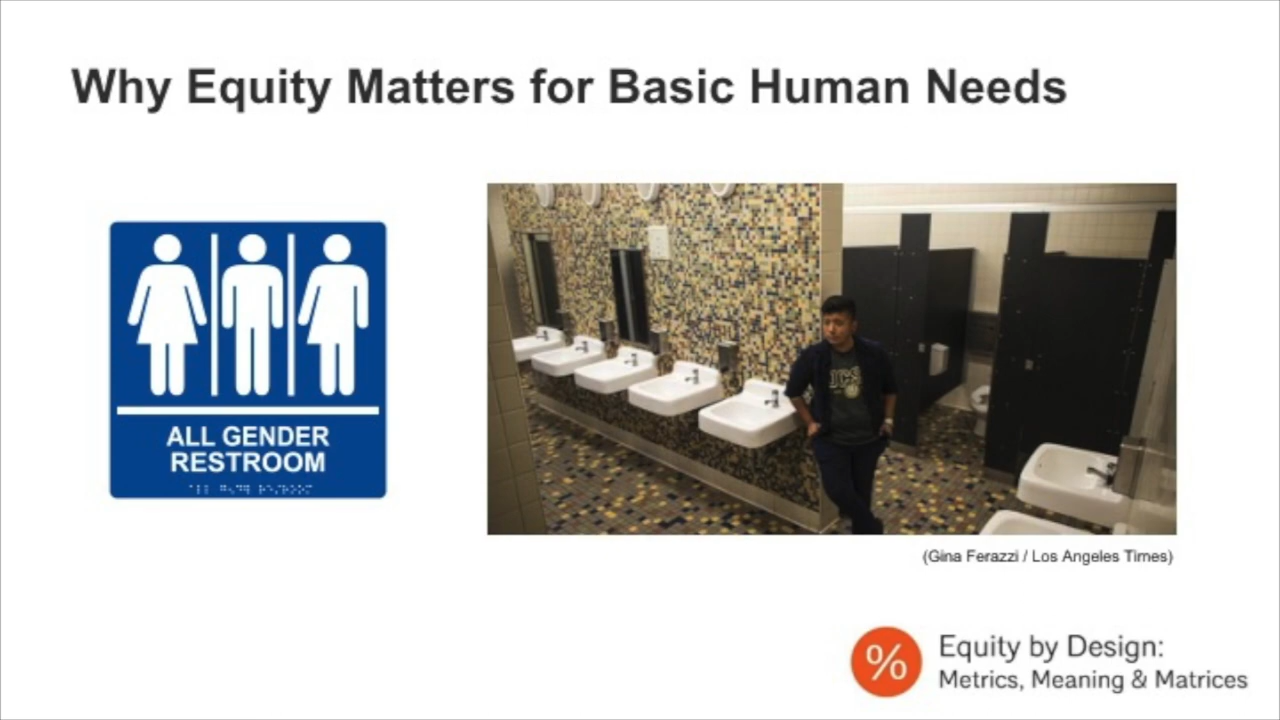 Why Equity Matters for Basic Human Needs
ALL GENDER
RESTROOM
(Gina Ferazzi / Los Angeles Times)
%
Equity by Design:
Metrics, Meaning & Matrices